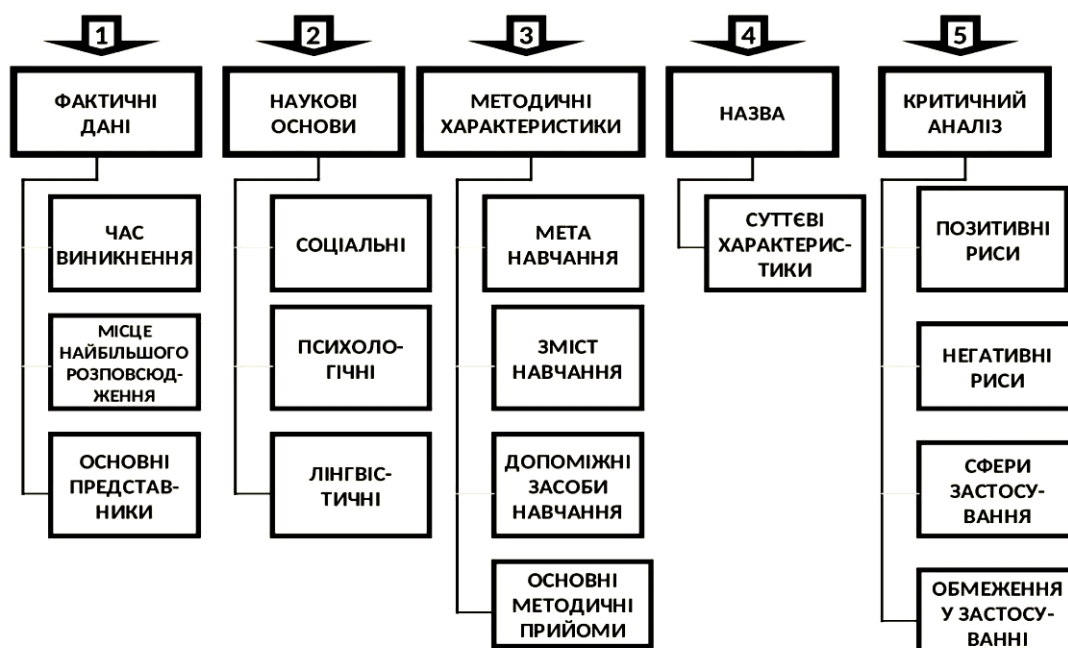 1
ФАКТИЧНІ
ДАНІ
ЧАС
ВИНИКНЕННЯ
МІСЦЕ
НАЙБІЛЬШОГО
РОЗПОВСЮД-
ЖЕННЯ
ОСНОВНІ
ПРЕДСТАВ-
НИКИ
2
НАУКОВІ
ОСНОВИ
СОЦІАЛЬНІ
ПСИХОЛО-
ГІЧНІ
ЛІНГВІС-
ТИЧНІ
3
МЕТОДИЧНІ
ХАРАКТЕРИСТИКИ
МЕТА
НАВЧАННЯ
ЗМІСТ
НАВЧАННЯ
ДОПОМІЖНІ
ЗАСОБИ
НАВЧАННЯ
ОСНОВНІ
МЕТОДИЧНІ
ПРИЙОМИ
4
НАЗВА
СУТТЄВІ
ХАРАКТЕРИС-
ТИКИ
5
КРИТИЧНИЙ
АНАЛІЗ
ПОЗИТИВНІ
РИСИ
НЕГАТИВНІ
РИСИ
СФЕРИ
ЗАСТОСУ-
ВАННЯ
ОБМЕЖЕННЯ
У ЗАСТОСУ-
ВАННІ